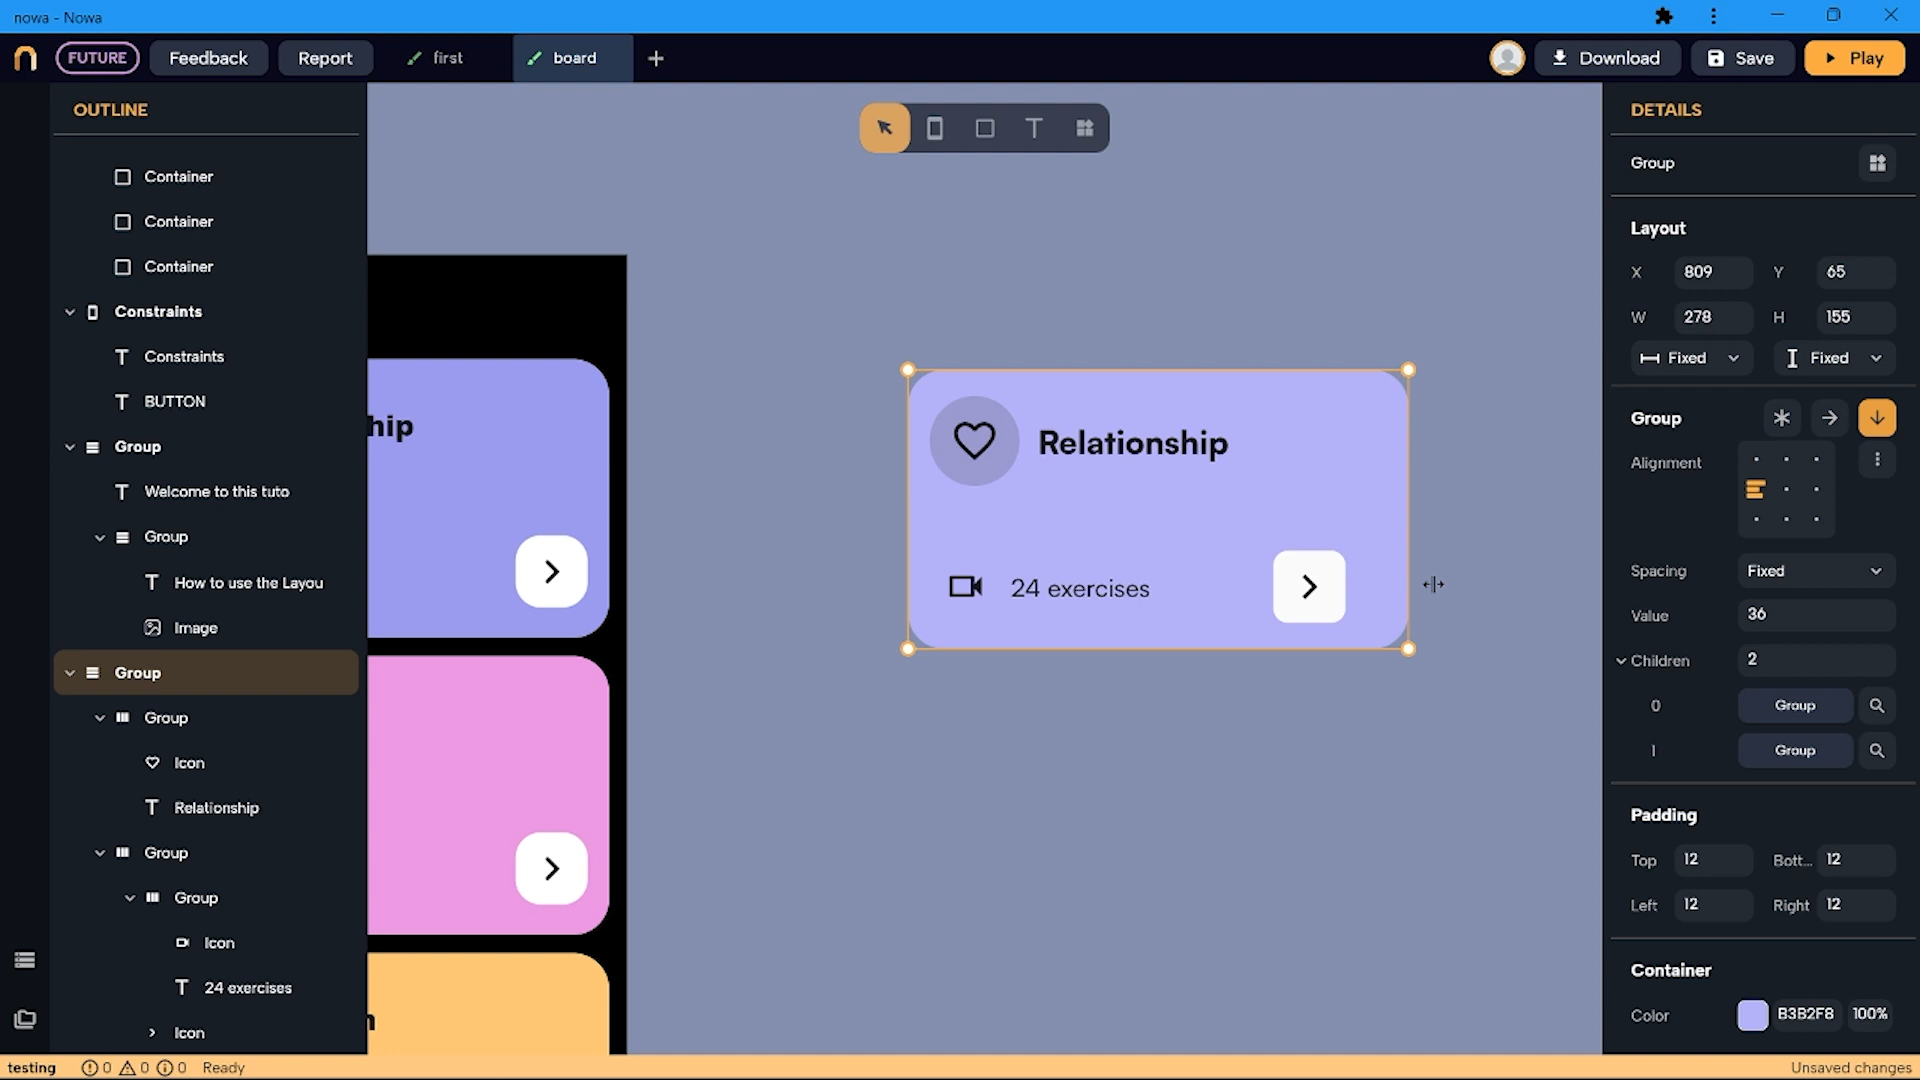 nowa - Nowa
FUTURE
Feedback
Report
first
board
Download
Save
Play
OUTLINE
Container
Container
Container
Constraints
Constraints
BUTTON
Group
Welcome to this tuto
Group
How to use the Layou
Image
Group
Group
Icon
Relationship
Group
Group
Icon
24 exercises
Icon
hip
Relationship
24 exercises
DETAILS
Group
Layout
X 809 Y 65
W 278 H 155
Fixed Fixed
Group
Alignment
Spacing Fixed
Value 36
Children 2
0 Group
1 Group
Padding
Top 12 Bott... 12
Left 12 Right 12
Container
Color B3B2F8 100%
testing 0 0 0 Ready
Unsaved changes